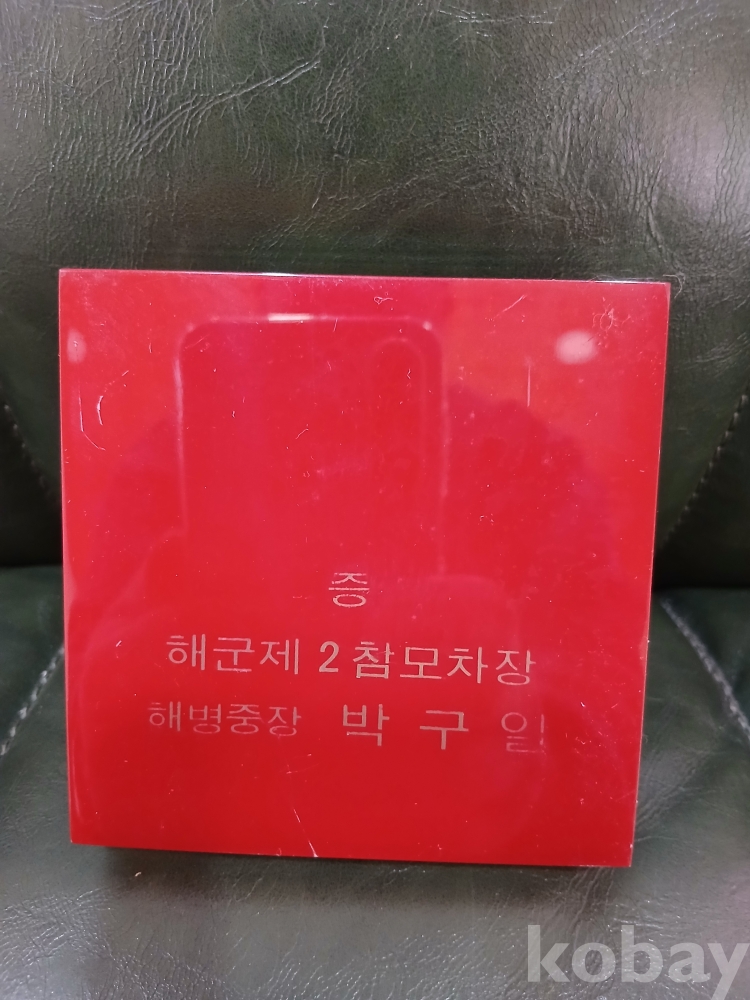 증
해군제 2 참모차장
해병중장 박 구 일
kobay